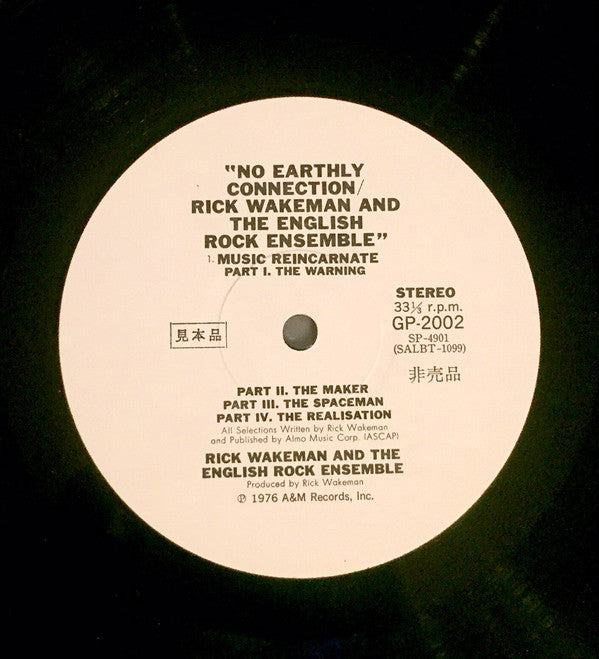 "NO EARTHLY
CONNECTION/
RICK WAKEMAN AND
THE ENGLISH
ROCK ENSEMBLE"
1. MUSIC REINCARNATE
PART I. THE WARNING
STEREO
33⅓ r.p.m.
GP-2002
SP-4901
(SALBT-1099)
見本品
非売品
PART II. THE MAKER
PART III. THE SPACEMAN
PART IV. THE REALISATION
All Selections Written by Rick Wakeman
and Published by Almo Music Corp. (ASCAP)
RICK WAKEMAN AND THE
ENGLISH ROCK ENSEMBLE
Produced by Rick Wakeman
℗ 1976 A&M Records, Inc.